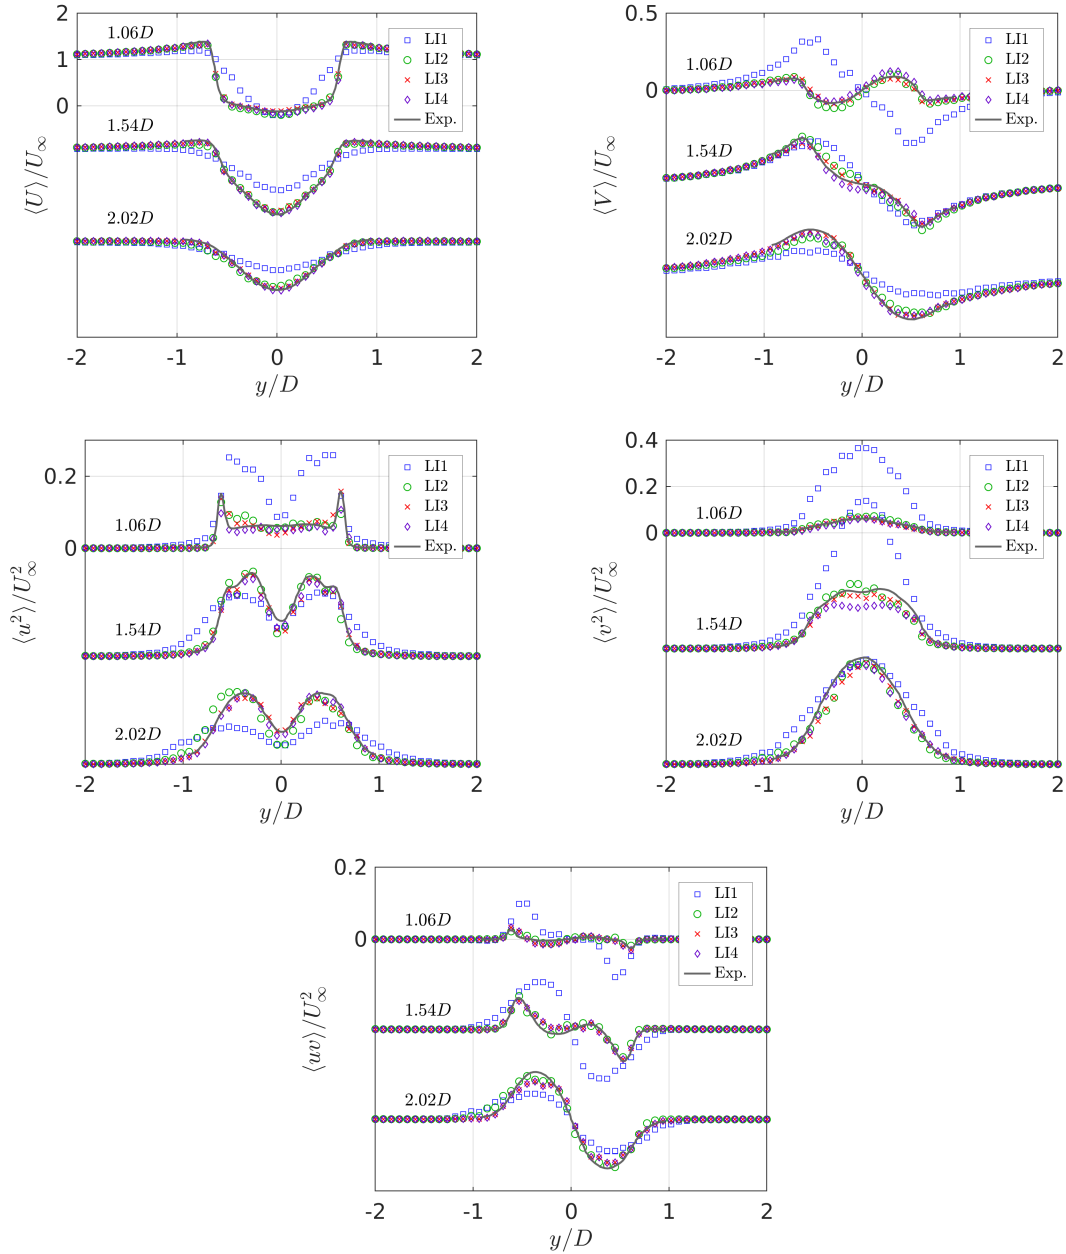 2
1
0
1.06D
1.54D
2.02D
LI1
LI2
LI3
LI4
Exp.
-2 -1 0 1 2
y/D
⟨U⟩/U∞
0.5
0
-0.5
1.06D
1.54D
2.02D
LI1
LI2
LI3
LI4
Exp.
-2 -1 0 1 2
y/D
⟨V⟩/U∞
0.2
0
1.06D
1.54D
2.02D
LI1
LI2
LI3
LI4
Exp.
-2 -1 0 1 2
y/D
⟨u²⟩/U²∞
0.4
0.2
0
1.06D
1.54D
2.02D
LI1
LI2
LI3
LI4
Exp.
-2 -1 0 1 2
y/D
⟨v²⟩/U²∞
0.2
0
1.06D
1.54D
2.02D
LI1
LI2
LI3
LI4
Exp.
-2 -1 0 1 2
y/D
⟨uv⟩/U²∞